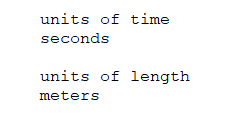 units of time
seconds
units of length
meters